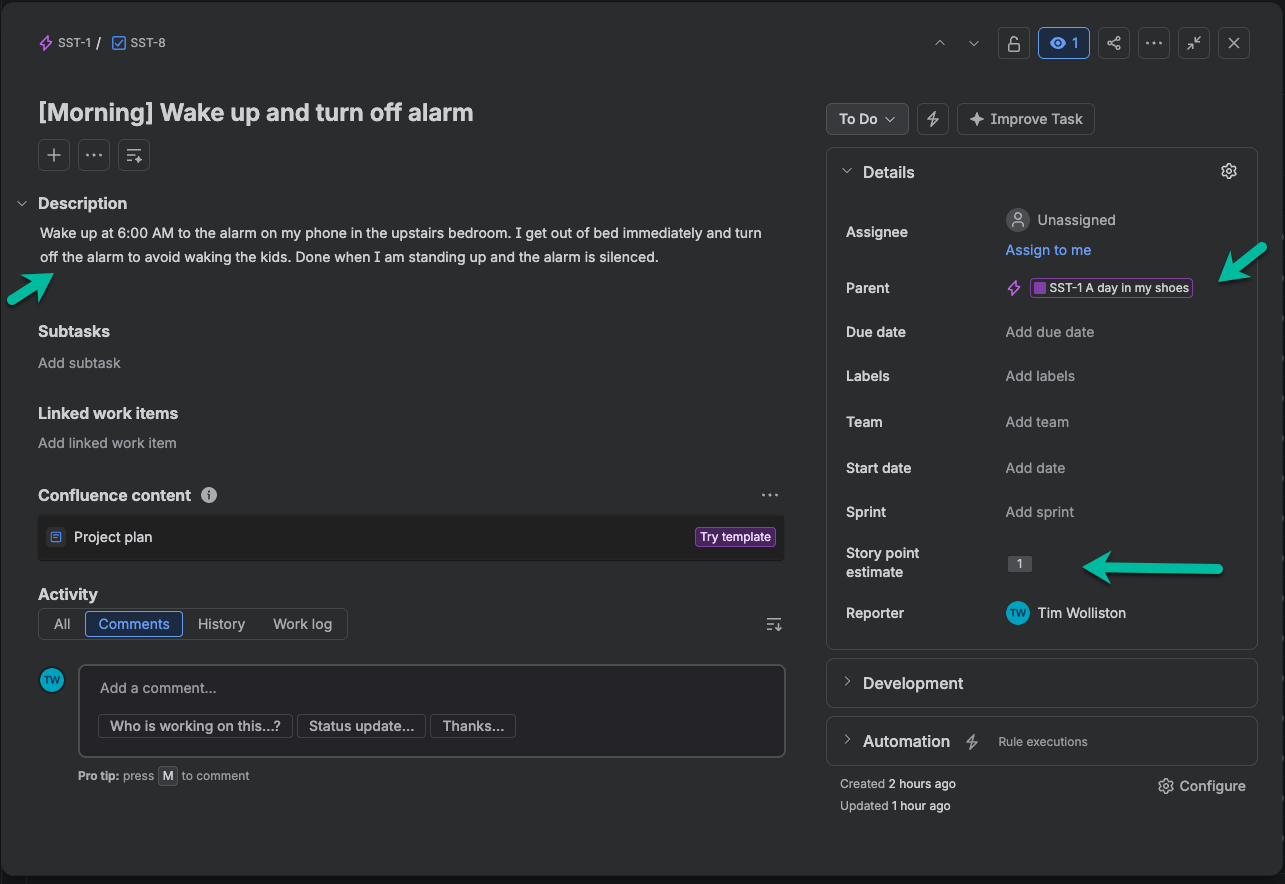 SST-1 / SST-8
1
[Morning] Wake up and turn off alarm
Description
Wake up at 6:00 AM to the alarm on my phone in the upstairs bedroom. I get out of bed immediately and turn
off the alarm to avoid waking the kids. Done when I am standing up and the alarm is silenced.
Subtasks
Add subtask
Linked work items
Add linked work item
Confluence content
Project plan
Try template
Activity
All Comments History Work log
TW
Add a comment...
Who is working on this...? Status update... Thanks...
Pro tip: press M to comment
To Do
Improve Task
Details
Assignee
Unassigned
Assign to me
Parent
SST-1 A day in my shoes
Due date
Add due date
Labels
Add labels
Team
Add team
Start date
Add date
Sprint
Add sprint
Story point
estimate
1
Reporter
TW Tim Wolliston
Development
Automation
Rule executions
Created 2 hours ago
Updated 1 hour ago
Configure